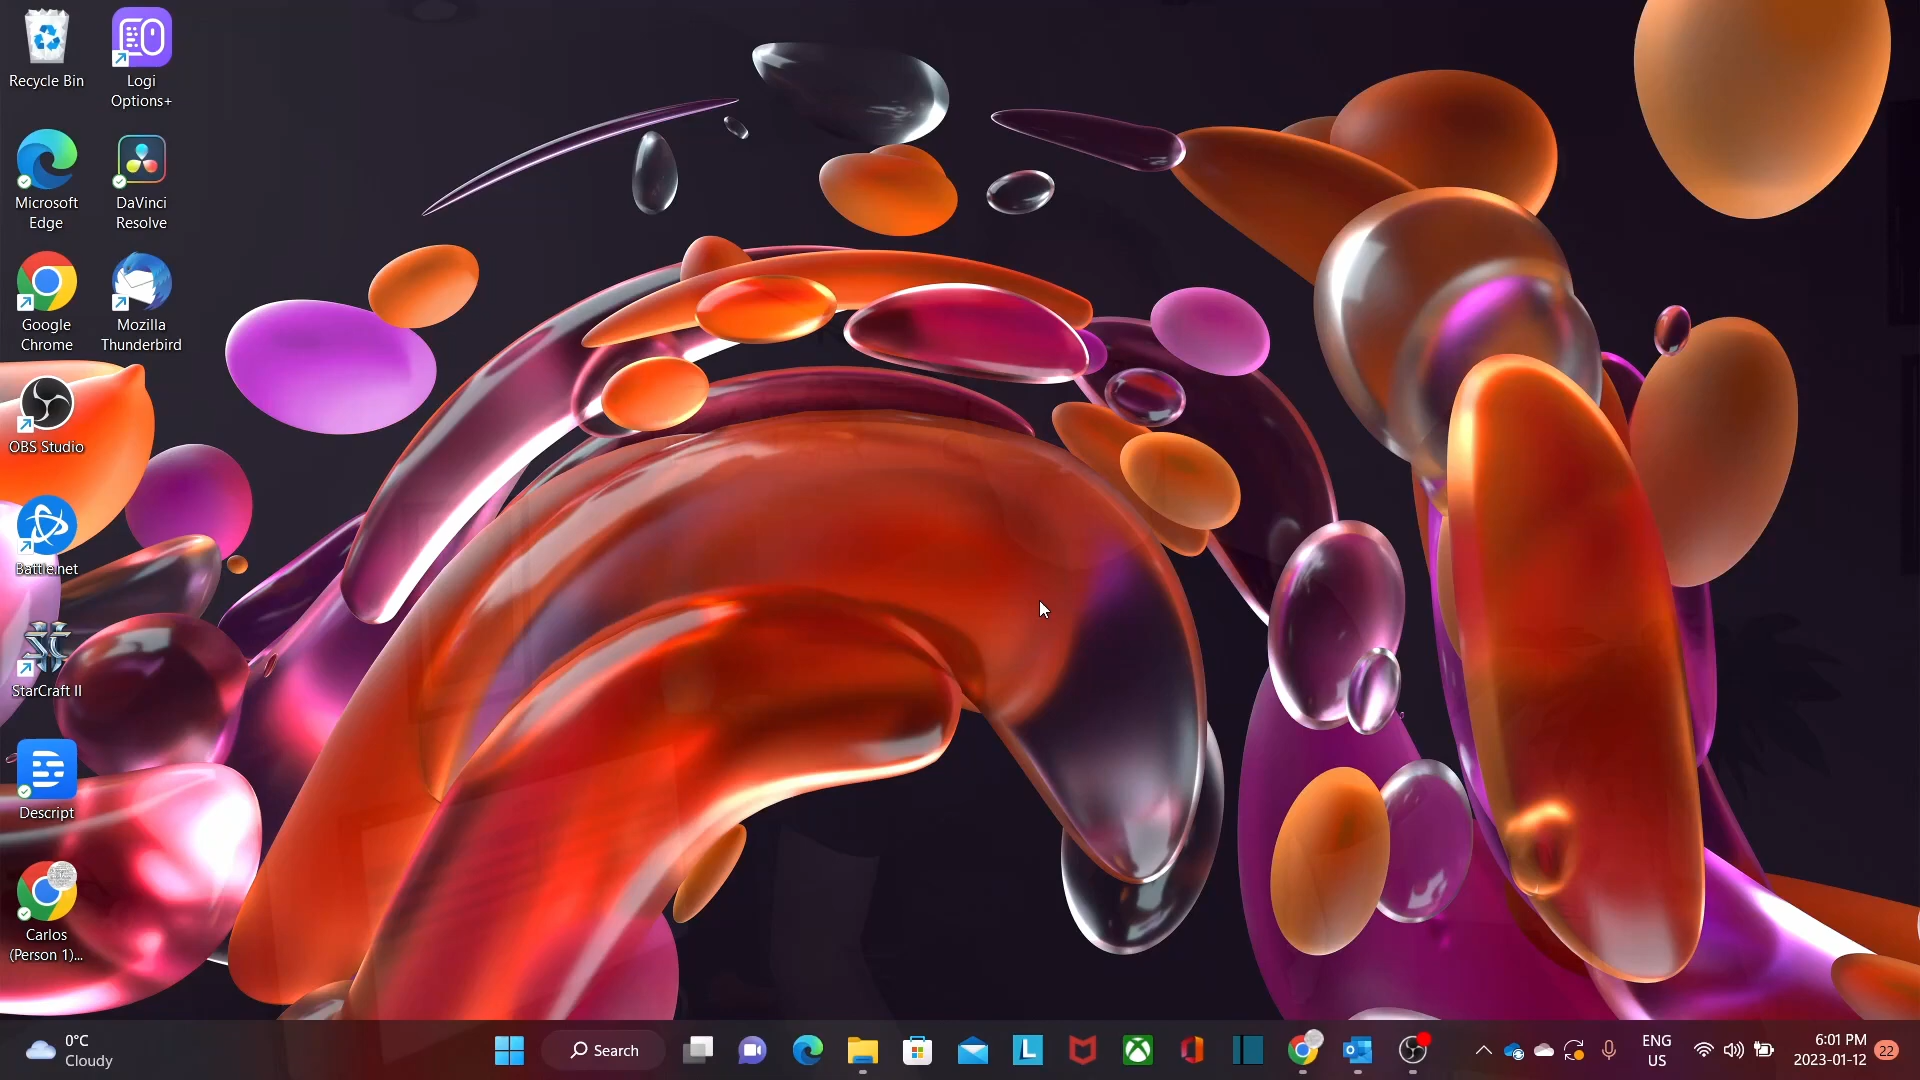 Recycle Bin
Logi
Options+
Microsoft
Edge
DaVinci
Resolve
Google
Chrome
Mozilla
Thunderbird
OBS Studio
Battle.net
StarCraft II
Descript
Carlos
(Person 1)...
0°C
Cloudy
Search
L
ENG
US
6:01 PM
2023-01-12
22